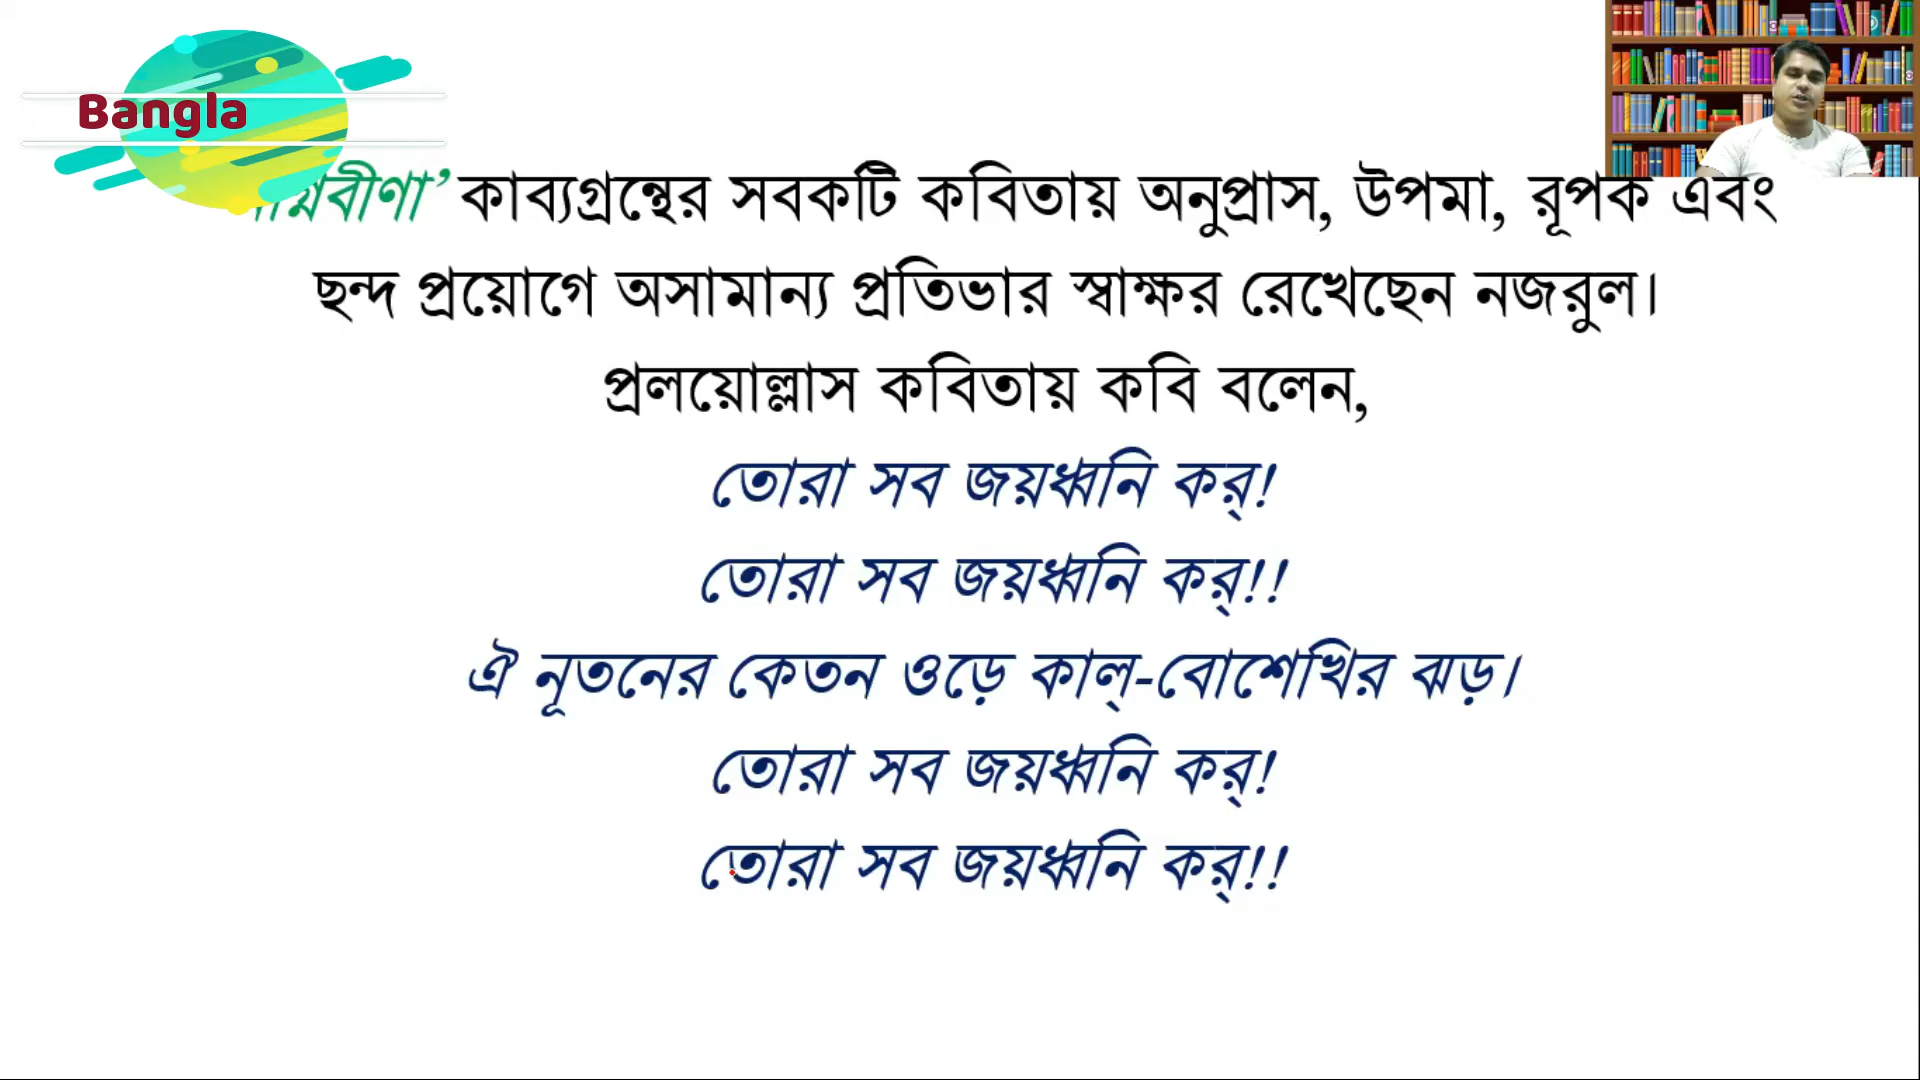 Bangla
কাব্যগ্রন্থের সবকটি কবিতায় অনুপ্রাস, উপমা, রূপক এবং
ছন্দ প্রয়োগে অসামান্য প্রতিভার স্বাক্ষর রেখেছেন নজরুল।
প্রলয়োল্লাস কবিতায় কবি বলেন,
তোরা সব জয়ধ্বনি কর্!
তোরা সব জয়ধ্বনি কর্!!
ঐ নূতনের কেতন ওড়ে কাল্-বোশেখির ঝড়।
তোরা সব জয়ধ্বনি কর্!
তোরা সব জয়ধ্বনি কর্!!